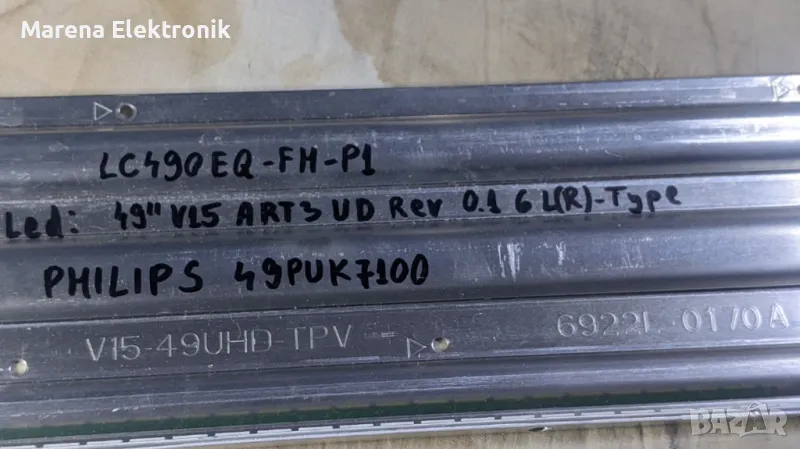 Marena Elektronik
LC490EQ-FH-P1
Led: 49" V15 ART3 UD Rev 0.1 6 L(R)-Type
PHILIPS 49PUK7100
V15-49UHD-TPV
6922L-0170A
BAZAR